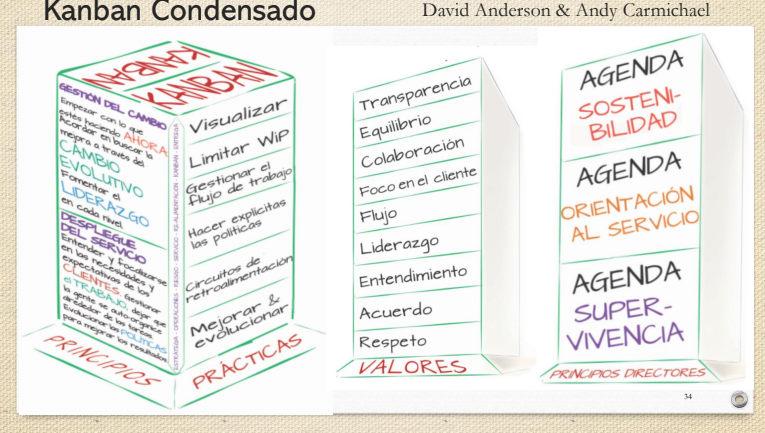 Kanban Condensado
David Anderson & Andy Carmichael
KANBAN
KANBAN
GESTIÓN DEL CAMBIO
Empezar con lo que
estés haciendo AHORA
Acordar en buscar la
mejora a través del
CAMBIO
EVOLUTIVO
Fomentar el
LIDERAZGO
en cada nivel
DESPLIEGUE
DEL SERVICIO
Entender y focalizarse
en las necesidades y
expectativas de los
CLIENTES, Gestionar
el TRABAJO, dejar que
la gente se auto-organice
alrededor de las tareas
Evolucionar las POLÍTICAS
para mejorar los resultados
PRINCIPIOS
Visualizar
Limitar WiP
Gestionar el
flujo de trabajo
Hacer explícitas
las políticas
Circuitos de
retroalimentación
Mejorar &
evolucionar
PRÁCTICAS
Transparencia
Equilibrio
Colaboración
Foco en el cliente
Flujo
Liderazgo
Entendimiento
Acuerdo
Respeto
VALORES
AGENDA
SOSTENI-
BILIDAD
AGENDA
ORIENTACIÓN
AL SERVICIO
AGENDA
SUPER-
VIVENCIA
PRINCIPIOS DIRECTORES
34